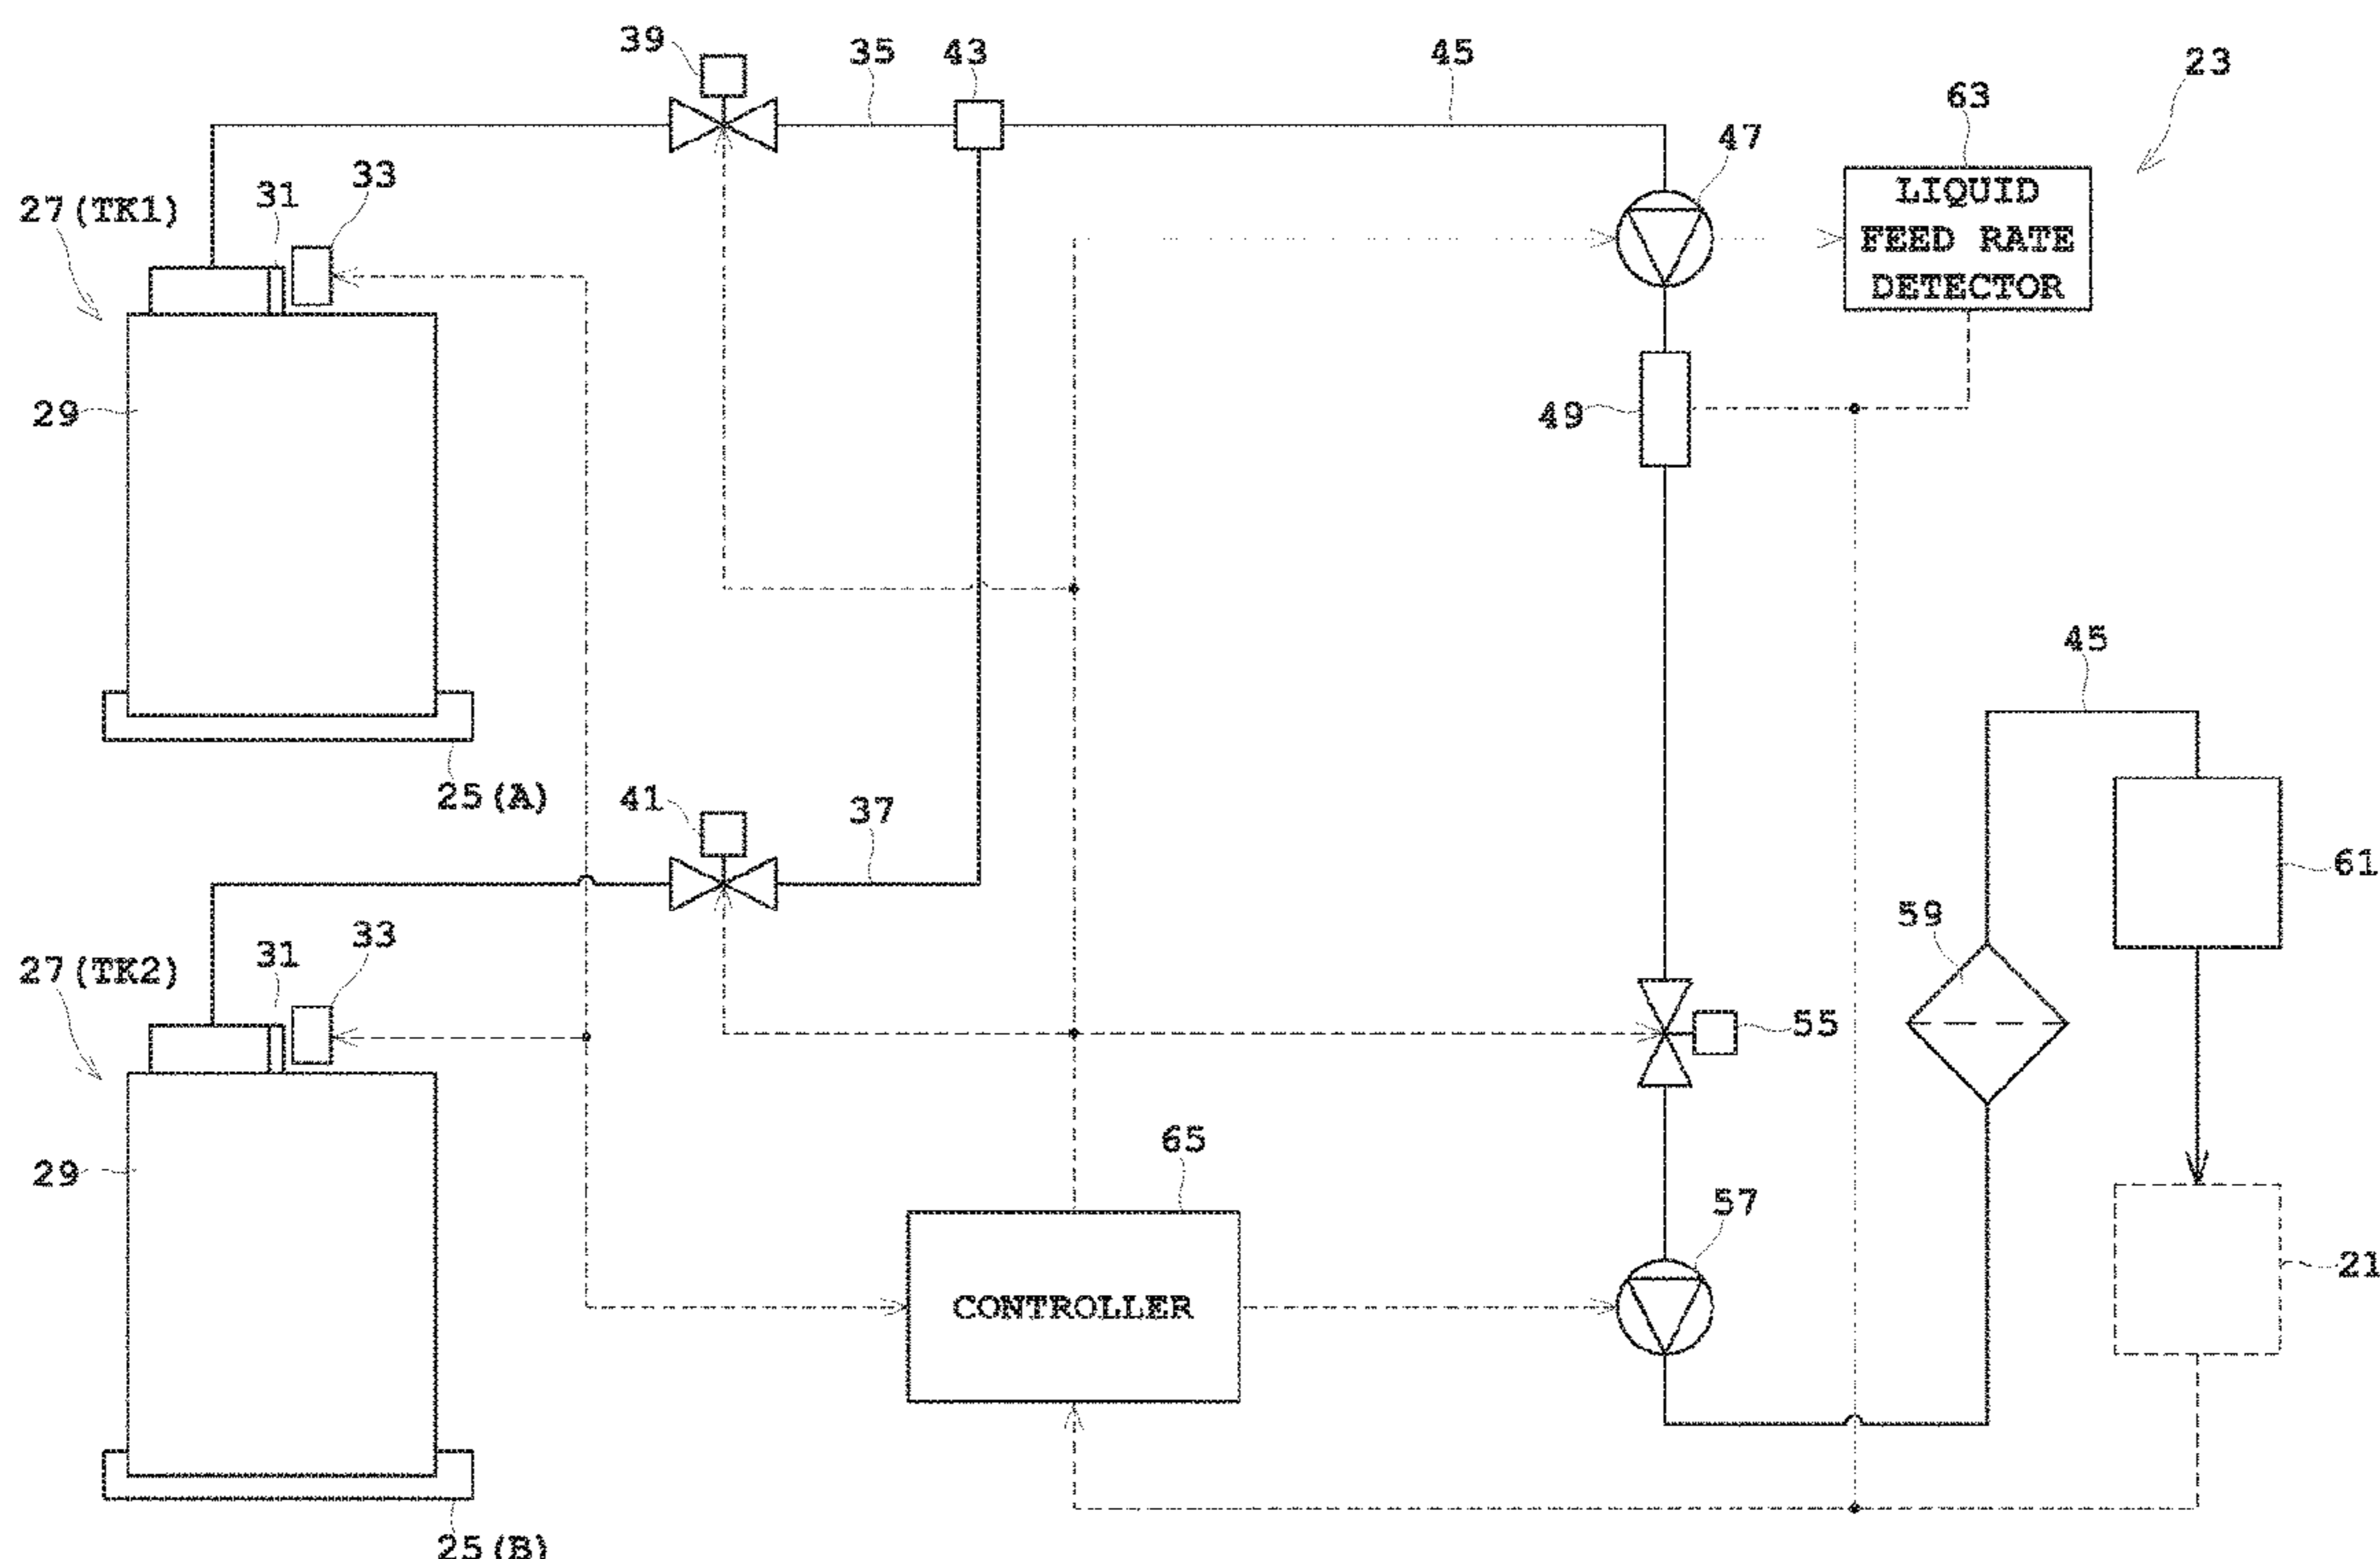 39
35
43
45
23
63
47
LIQUID
FEED RATE
DETECTOR
33
31
27(TK1)
29
49
45
25(A)
41
37
61
59
33
31
27(TK2)
55
65
29
57
CONTROLLER
21
25(B)